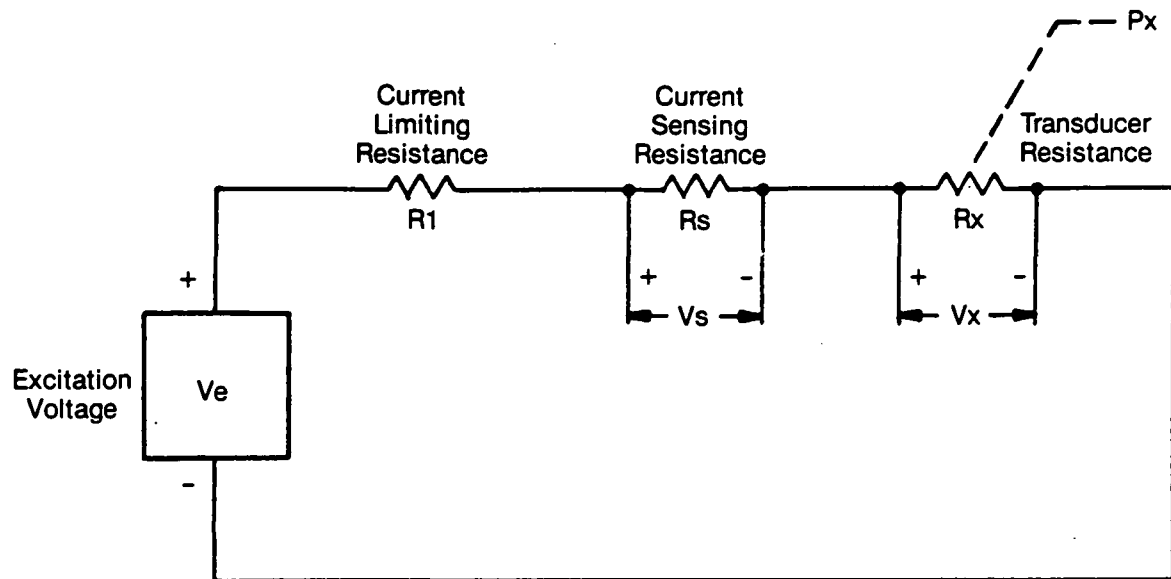 Px
Current
Limiting
Resistance
Current
Sensing
Resistance
Transducer
Resistance
R1
Rs
Rx
+
+
-
+
-
Vs
Vx
Excitation
Voltage
Ve
-